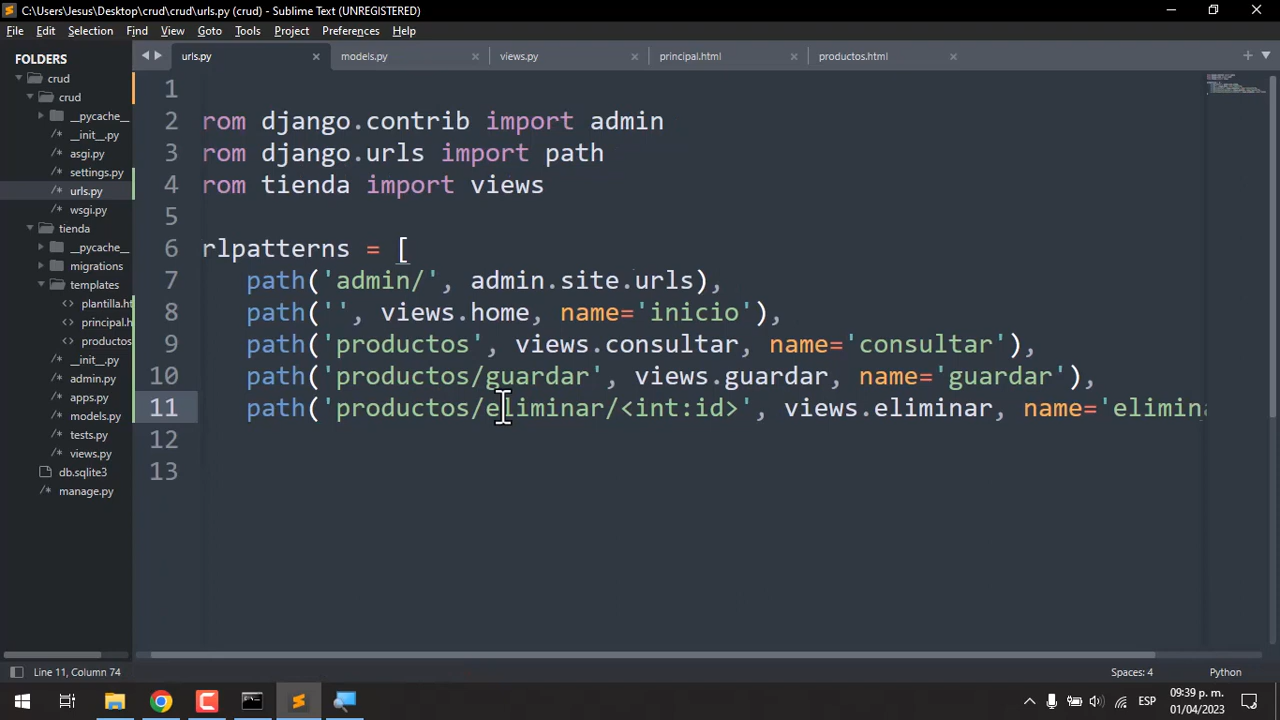 C:\Users\Jesus\Desktop\crud\crud\urls.py (crud) - Sublime Text (UNREGISTERED)
File Edit Selection Find View Goto Tools Project Preferences Help
FOLDERS
crud
crud
__pycache__
__init__.py
asgi.py
settings.py
urls.py
wsgi.py
tienda
__pycache__
migrations
templates
plantilla.ht
principal.h
productos
__init__.py
admin.py
apps.py
models.py
tests.py
views.py
db.sqlite3
manage.py
urls.py models.py views.py principal.html productos.html
1
2 rom django.contrib import admin
3 rom django.urls import path
4 rom tienda import views
5
6 rlpatterns = [
7 path('admin/', admin.site.urls),
8 path('', views.home, name='inicio'),
9 path('productos', views.consultar, name='consultar'),
10 path('productos/guardar', views.guardar, name='guardar'),
11 path('productos/eliminar/<int:id>', views.eliminar, name='elimina
12
13
Line 11, Column 74 Spaces: 4 Python
ESP 09:39 p. m.
01/04/2023